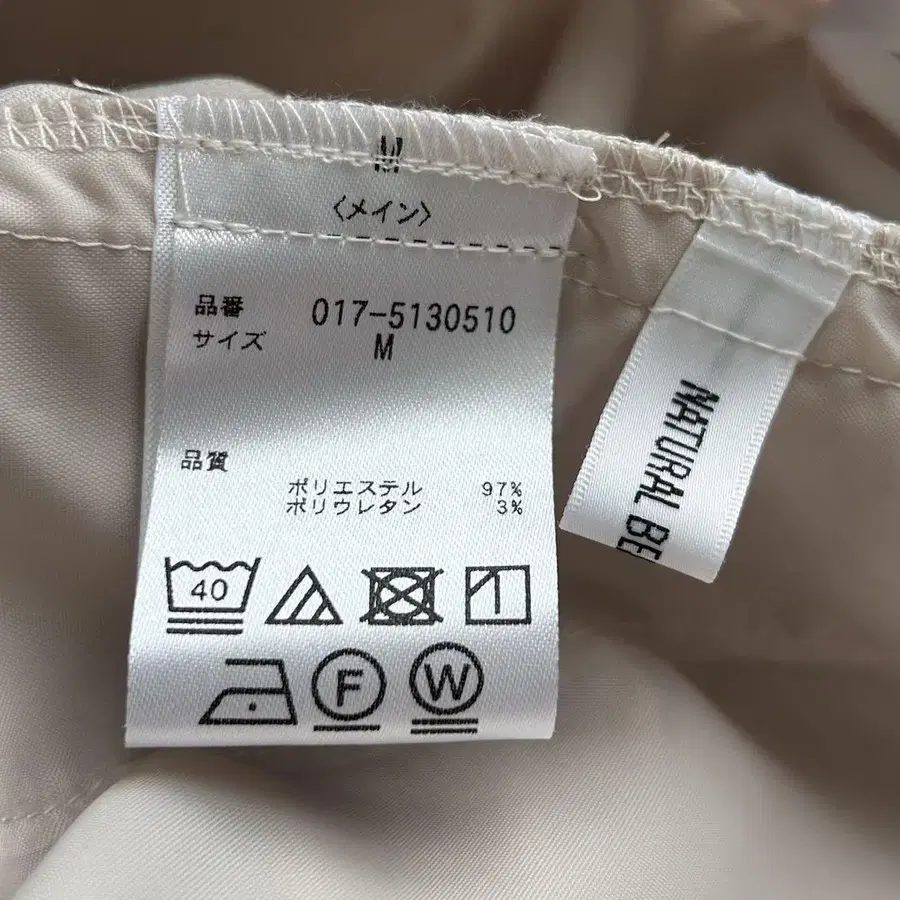 M
〈メイン〉
品番 017-5130510
サイズ M
品質
ポリエステル 97%
ポリウレタン 3%
40
F
W
NATURAL BE